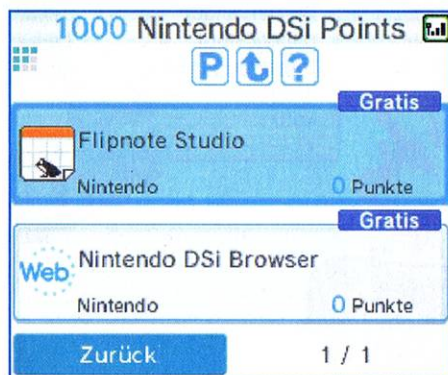 1000 Nintendo DSi Points
P ?
Gratis
Flipnote Studio
Nintendo 0 Punkte
Gratis
Web Nintendo DSi Browser
Nintendo 0 Punkte
Zurück 1 / 1